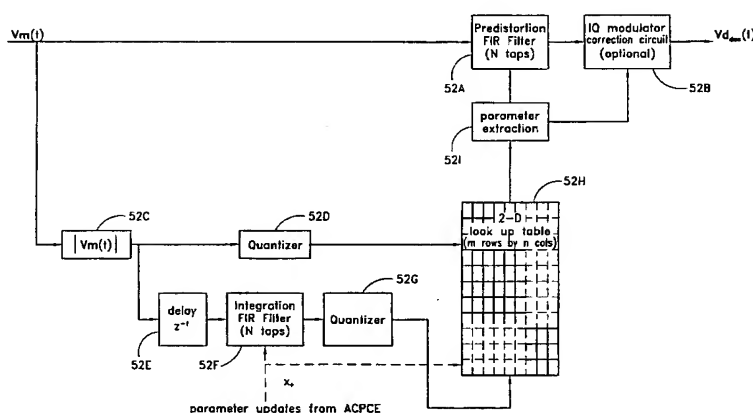 Vm(t)
Predistortion
FIR Filter
(N taps)
IQ modulator
correction circuit
(optional)
52A
52B
parameter
extraction
52I
52H
52C
|Vm(t)|
52D
Quantizer
2-D
look up table
(m rows by n cols)
delay
52E
Integration
FIR Filter
(N taps)
52F
52G
Quantizer
parameter updates from ACPCE